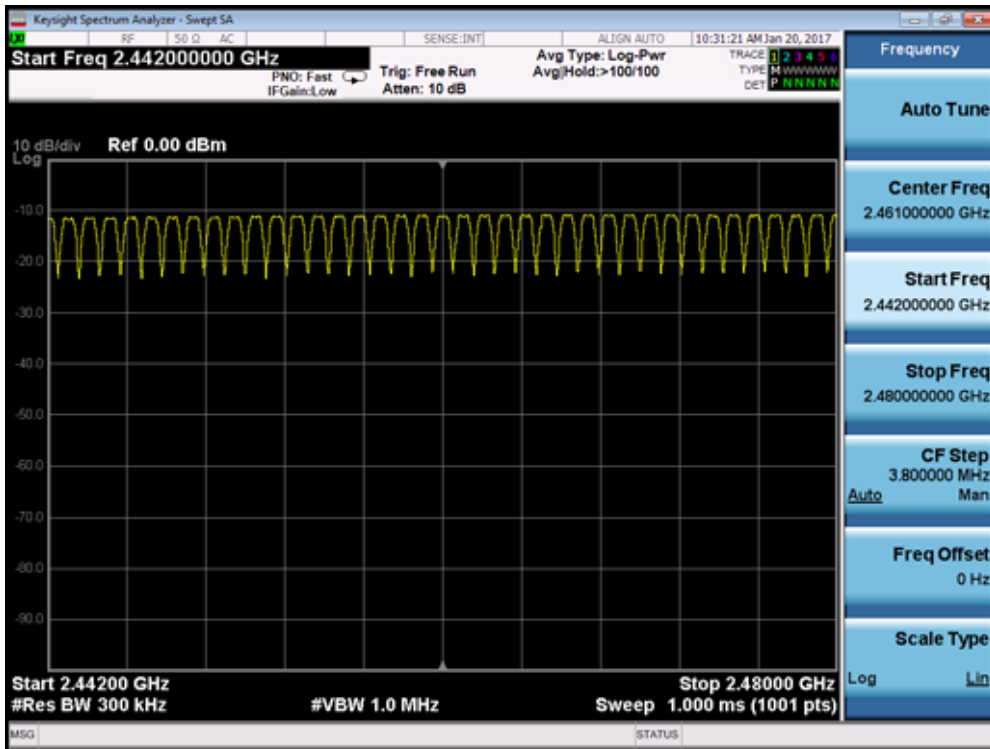 Keysight Spectrum Analyzer - Swept SA
RF 50 Ω AC SENSE:INT ALIGN AUTO 10:31:21 AM Jan 20, 2017
Start Freq 2.442000000 GHz
PNO: Fast
IFGain:Low
Trig: Free Run
Atten: 10 dB
Avg Type: Log-Pwr
Avg|Hold:>100/100
TRACE 1 2 3 4 5 6
TYPE M WWWWW
DET P N N N N N
10 dB/div Ref 0.00 dBm
Log
-10.0
-20.0
-30.0
-40.0
-50.0
-60.0
-70.0
-80.0
-90.0
Start 2.44200 GHz Stop 2.48000 GHz
#Res BW 300 kHz #VBW 1.0 MHz Sweep 1.000 ms (1001 pts)
MSG STATUS
Frequency
Auto Tune
Center Freq
2.461000000 GHz
Start Freq
2.442000000 GHz
Stop Freq
2.480000000 GHz
CF Step
3.800000 MHz
Auto Man
Freq Offset
0 Hz
Scale Type
Log Lin